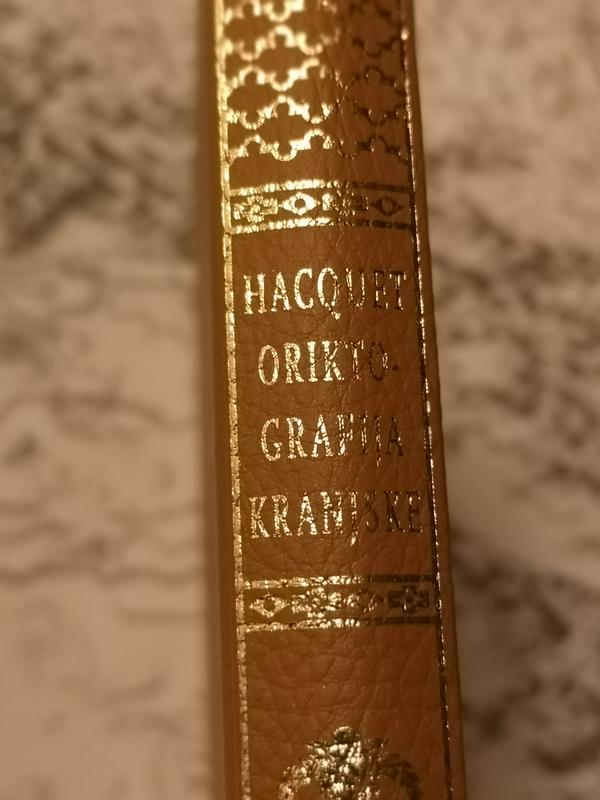 HACQUET
ORIKTO-
GRAFIJA
KRANJSKE